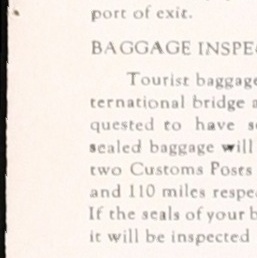 port of exit.
BAGGAGE INSPE
Tourist baggage
ternational bridge a
quested to have s
sealed baggage will
two Customs Posts
and 110 miles respe
If the seals of your b
it will be inspected